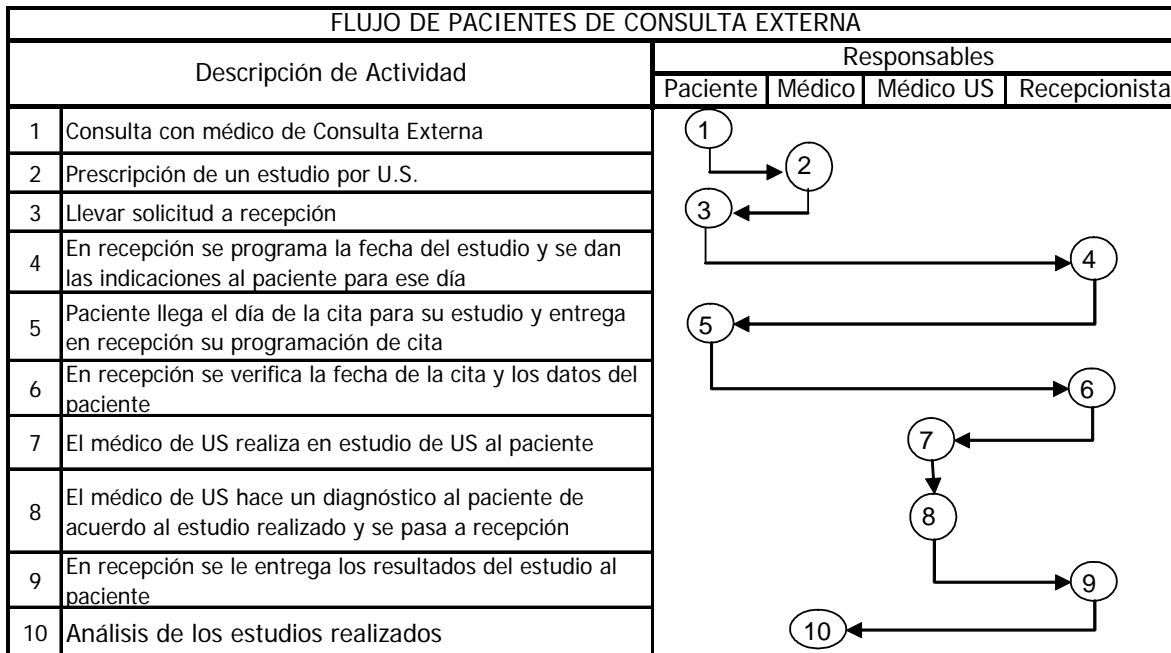 FLUJO DE PACIENTES DE CONSULTA EXTERNA
Descripción de Actividad
Responsables
Paciente Médico Médico US Recepcionista
1 Consulta con médico de Consulta Externa
1
2 Prescripción de un estudio por U.S.
2
3 Llevar solicitud a recepción
3
4 En recepción se programa la fecha del estudio y se dan
las indicaciones al paciente para ese día
4
5 Paciente llega el día de la cita para su estudio y entrega
en recepción su programación de cita
5
6 En recepción se verifica la fecha de la cita y los datos del
paciente
6
7 El médico de US realiza en estudio de US al paciente
7
8 El médico de US hace un diagnóstico al paciente de
acuerdo al estudio realizado y se pasa a recepción
8
9 En recepción se le entrega los resultados del estudio al
paciente
9
10 Análisis de los estudios realizados
10